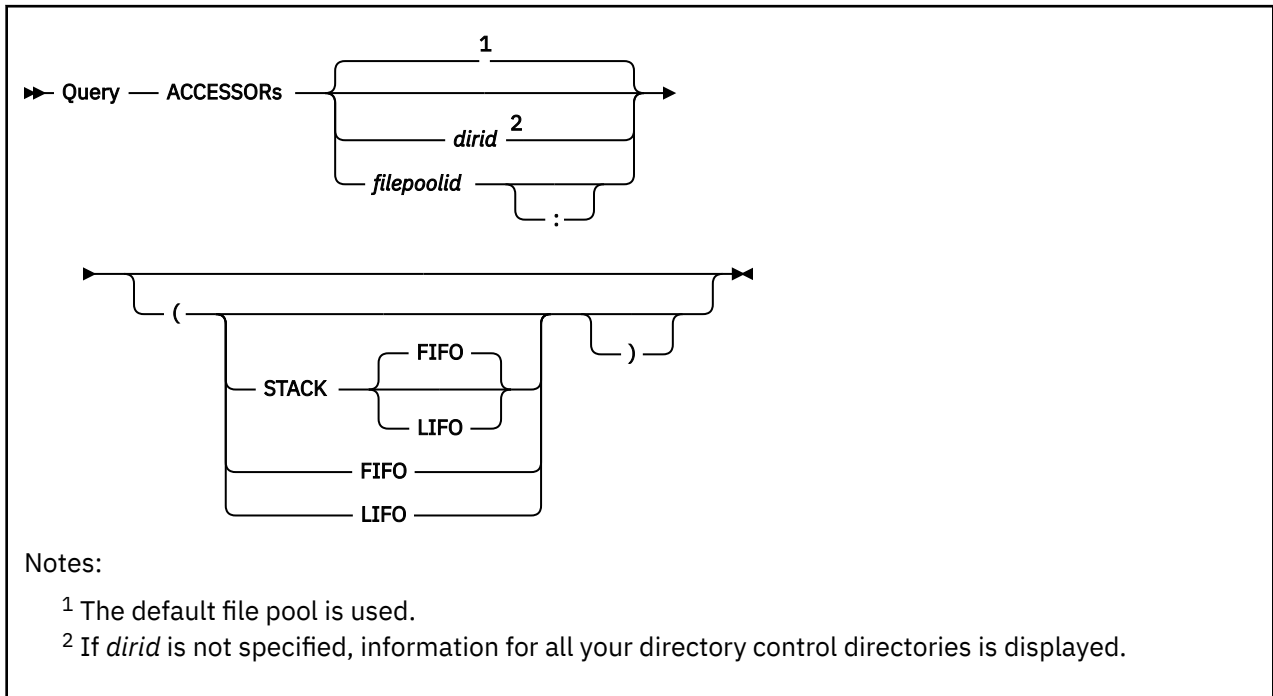 1
Query ACCESSORs
dirid 2
filepoolid
:
(
)
FIFO
STACK
LIFO
FIFO
LIFO
Notes:
1 The default file pool is used.
2 If dirid is not specified, information for all your directory control directories is displayed.